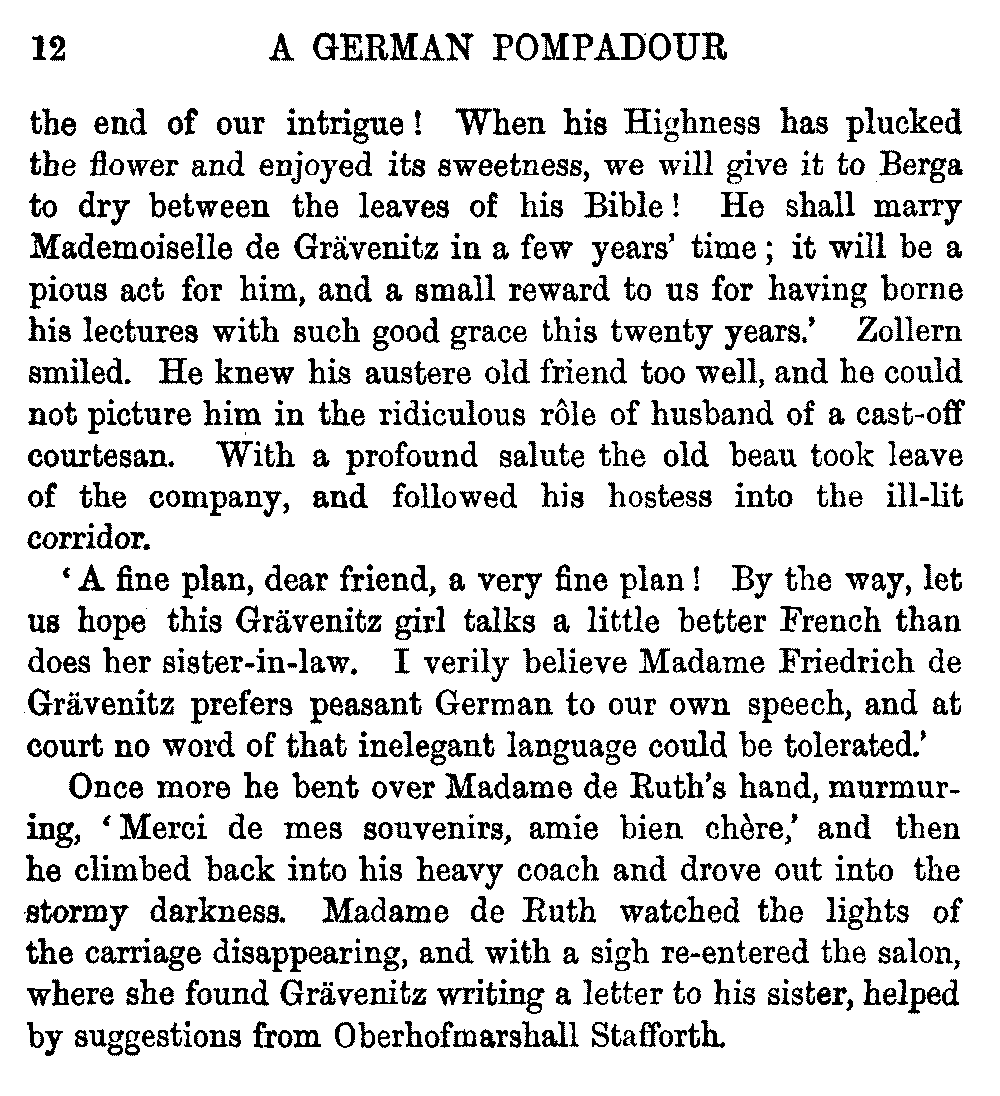 12 A GERMAN POMPADOUR
the end of our intrigue! When his Highness has plucked
the flower and enjoyed its sweetness, we will give it to Berga
to dry between the leaves of his Bible! He shall marry
Mademoiselle de Grävenitz in a few years' time; it will be a
pious act for him, and a small reward to us for having borne
his lectures with such good grace this twenty years.' Zollern
smiled. He knew his austere old friend too well, and he could
not picture him in the ridiculous rôle of husband of a cast-off
courtesan. With a profound salute the old beau took leave
of the company, and followed his hostess into the ill-lit
corridor.
'A fine plan, dear friend, a very fine plan! By the way, let
us hope this Grävenitz girl talks a little better French than
does her sister-in-law. I verily believe Madame Friedrich de
Grävenitz prefers peasant German to our own speech, and at
court no word of that inelegant language could be tolerated.'
Once more he bent over Madame de Ruth's hand, murmur-
ing, 'Merci de mes souvenirs, amie bien chère,' and then
he climbed back into his heavy coach and drove out into the
stormy darkness. Madame de Ruth watched the lights of
the carriage disappearing, and with a sigh re-entered the salon,
where she found Grävenitz writing a letter to his sister, helped
by suggestions from Oberhofmarshall Stafforth.